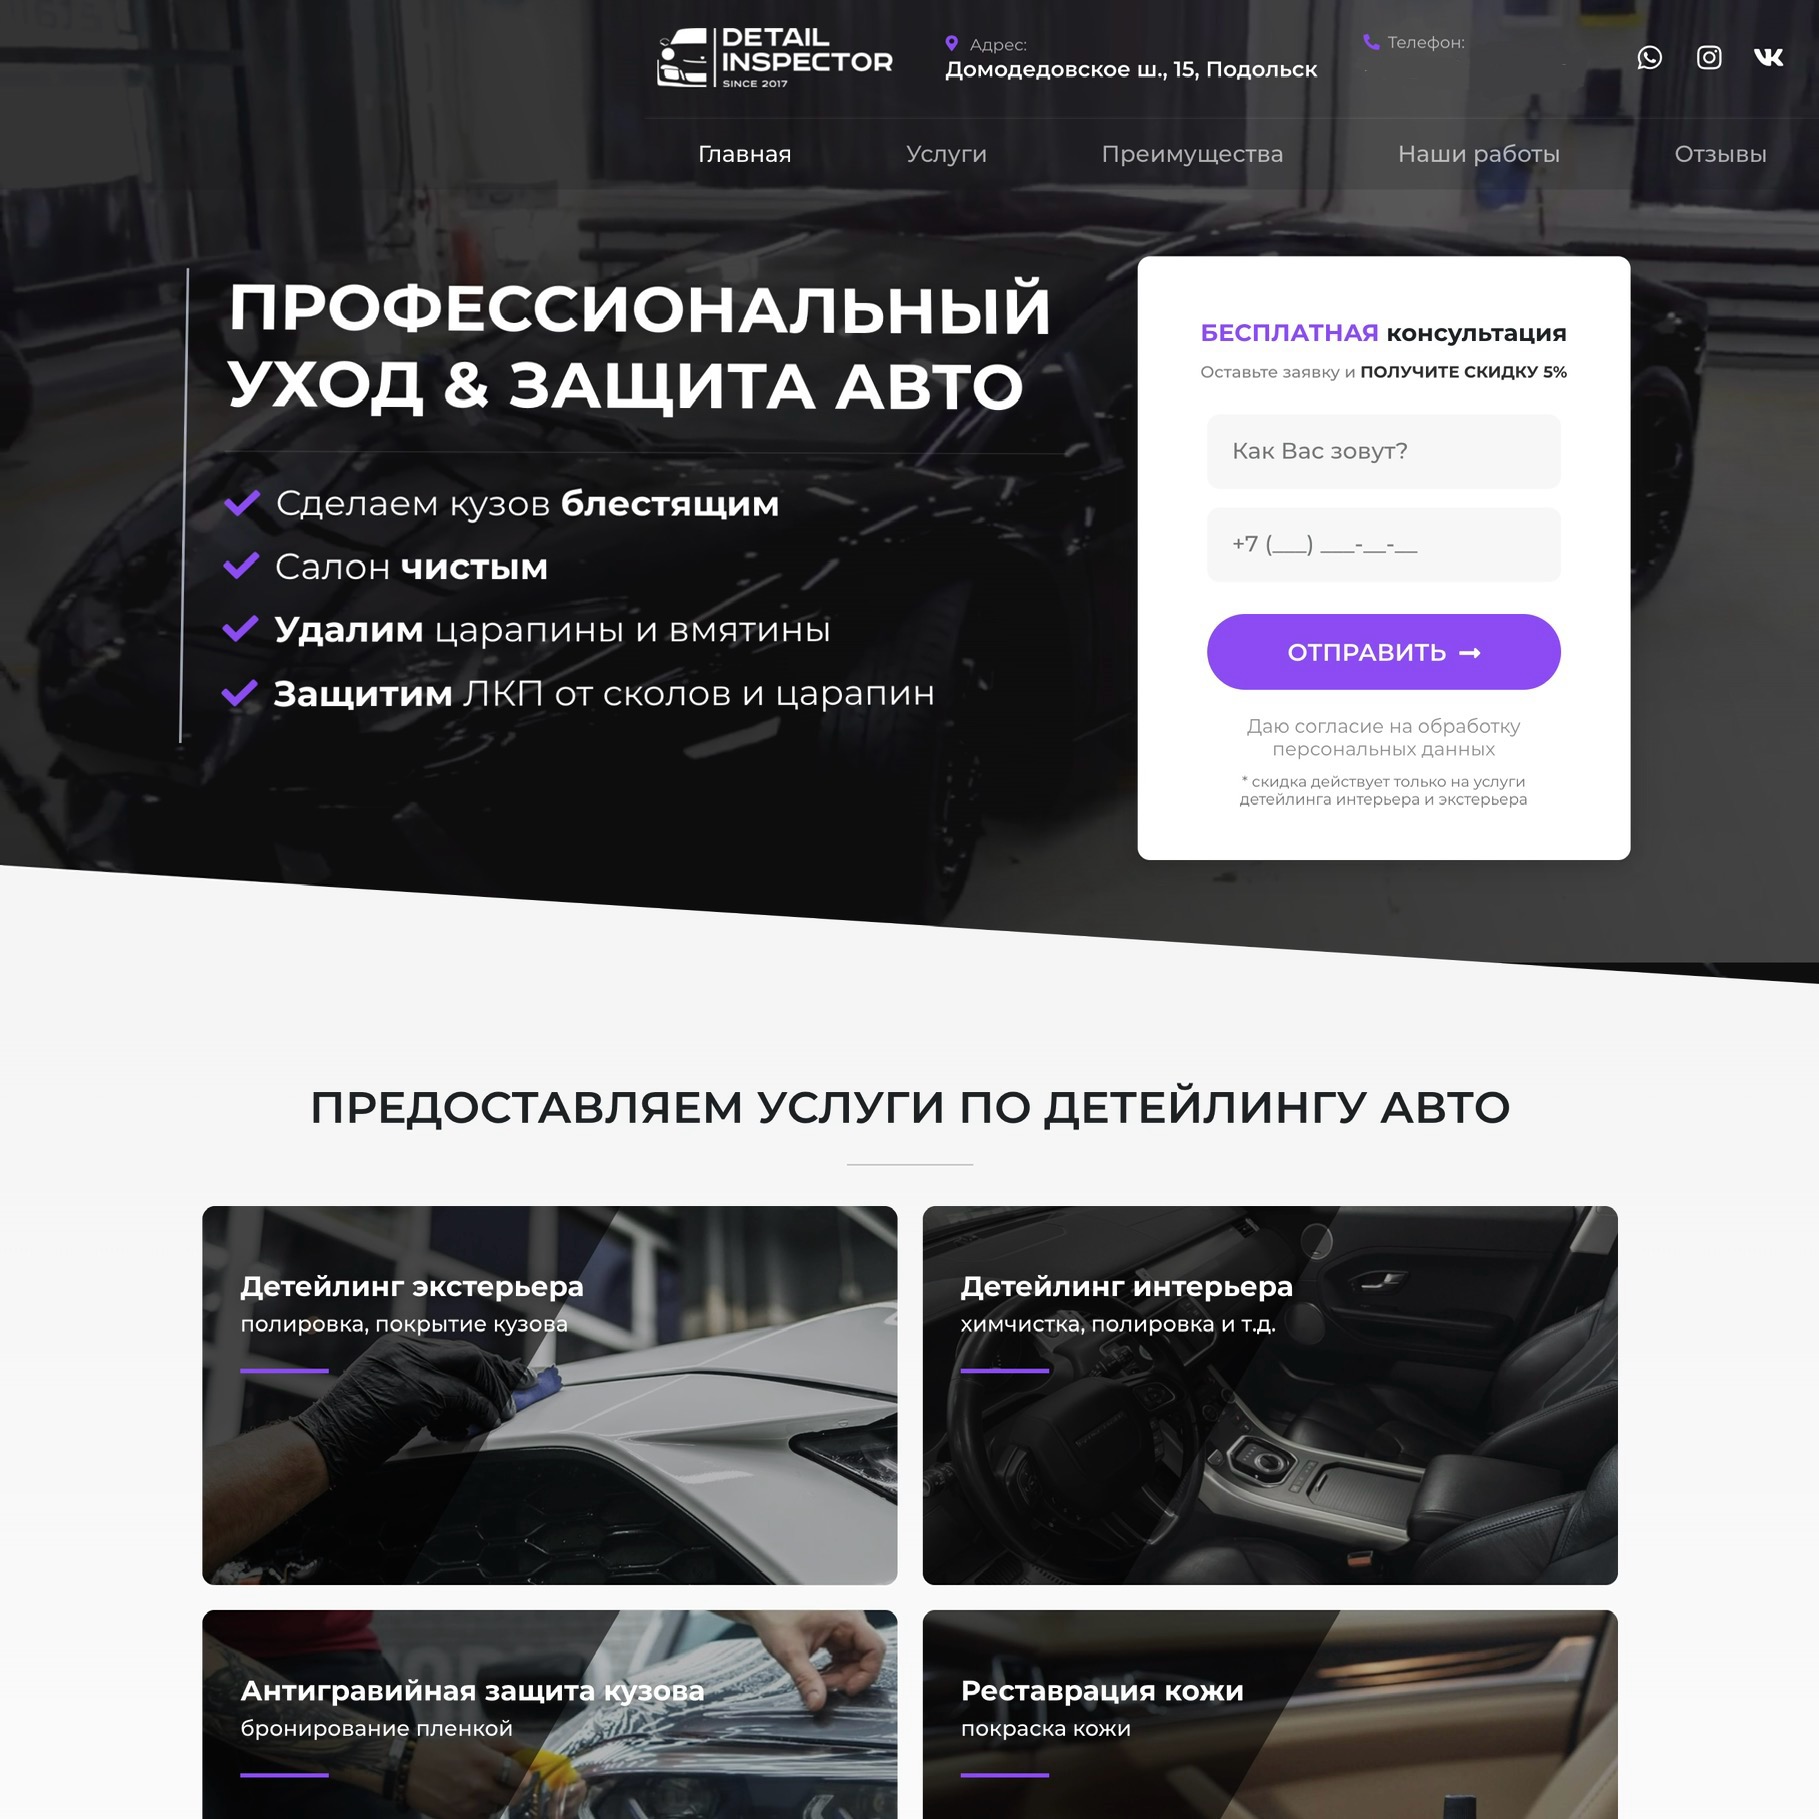 DETAIL
INSPECTOR
SINCE 2017
Адрес:
Домодедовское ш., 15, Подольск
Телефон:
Главная
Услуги
Преимущества
Наши работы
Отзывы
ПРОФЕССИОНАЛЬНЫЙ
УХОД & ЗАЩИТА АВТО
Сделаем кузов блестящим
Салон чистым
Удалим царапины и вмятины
Защитим ЛКП от сколов и царапин
БЕСПЛАТНАЯ консультация
Оставьте заявку и ПОЛУЧИТЕ СКИДКУ 5%
Как Вас зовут?
+7 (___) ___-__-__
ОТПРАВИТЬ →
Даю согласие на обработку
персональных данных
* скидка действует только на услуги
детейлинга интерьера и экстерьера
ПРЕДОСТАВЛЯЕМ УСЛУГИ ПО ДЕТЕЙЛИНГУ АВТО
Детейлинг экстерьера
полировка, покрытие кузова
Детейлинг интерьера
химчистка, полировка и т.д.
Антигравийная защита кузова
бронирование пленкой
Реставрация кожи
покраска кожи